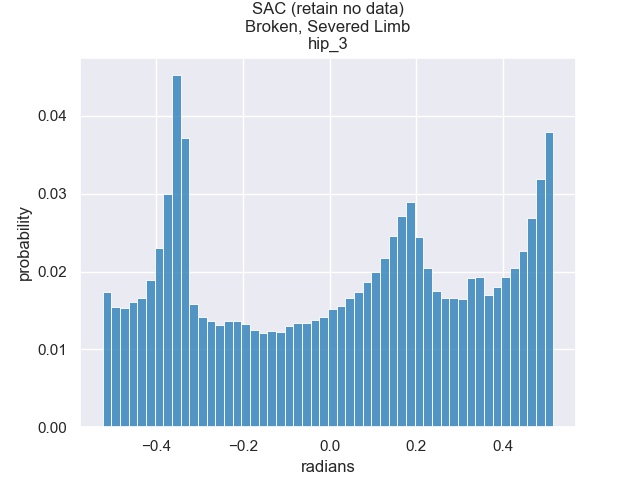 SAC (retain no data)
Broken, Severed Limb
hip_3
0.04
0.03
0.02
0.01
0.00
probability
−0.4 −0.2 0.0 0.2 0.4
radians